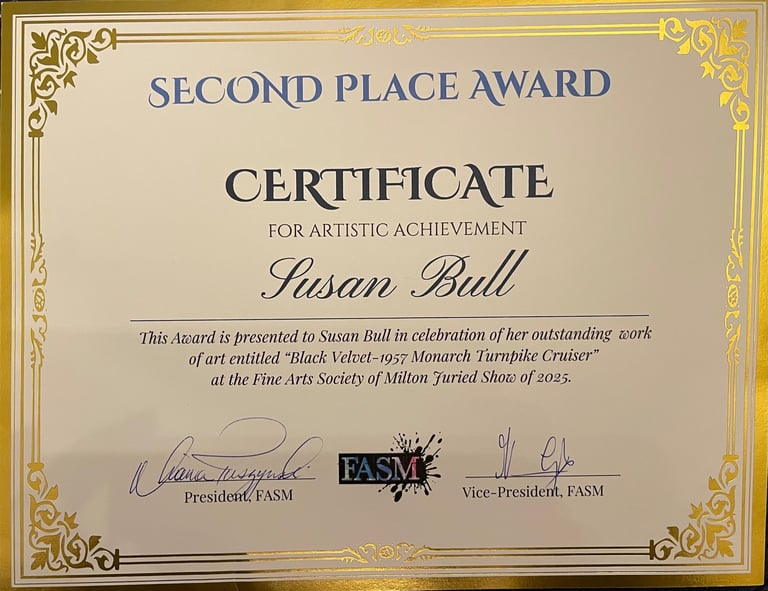 SECOND PLACE AWARD
CERTIFICATE
FOR ARTISTIC ACHIEVEMENT
Susan Bull
This Award is presented to Susan Bull in celebration of her outstanding work
of art entitled “Black Velvet-1957 Monarch Turnpike Cruiser”
at the Fine Arts Society of Milton Juried Show of 2025.
FASM
President, FASM
Vice-President, FASM